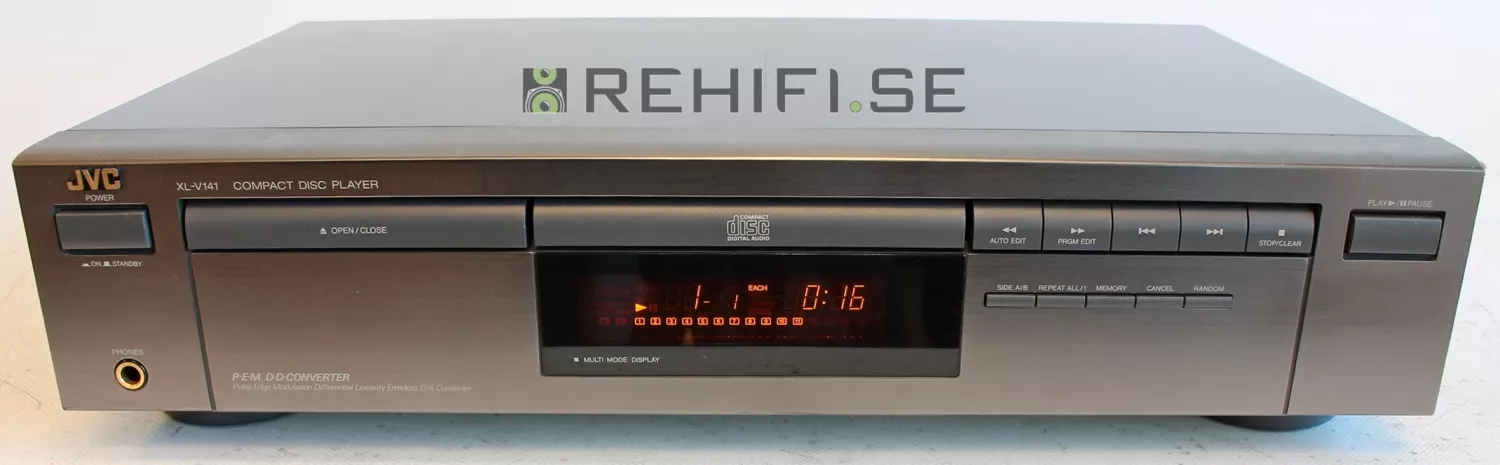 REHIFI.SE
JVC
POWER
ON STANDBY
XL-V141 COMPACT DISC PLAYER
OPEN/CLOSE
COMPACT
disc
DIGITAL AUDIO
AUTO EDIT
PRGM EDIT
STOP/CLEAR
PLAY / PAUSE
SIDE A/B REPEAT ALL/1 MEMORY CANCEL RANDOM
EACH
1- 1 0:16
1 2 3 4 5 6 7 8 9 10 11
MULTI MODE DISPLAY
PHONES
P·E·M D·D·CONVERTER
Pulse-Edge-Modulation Differential Linearity Errorless D/A Converter